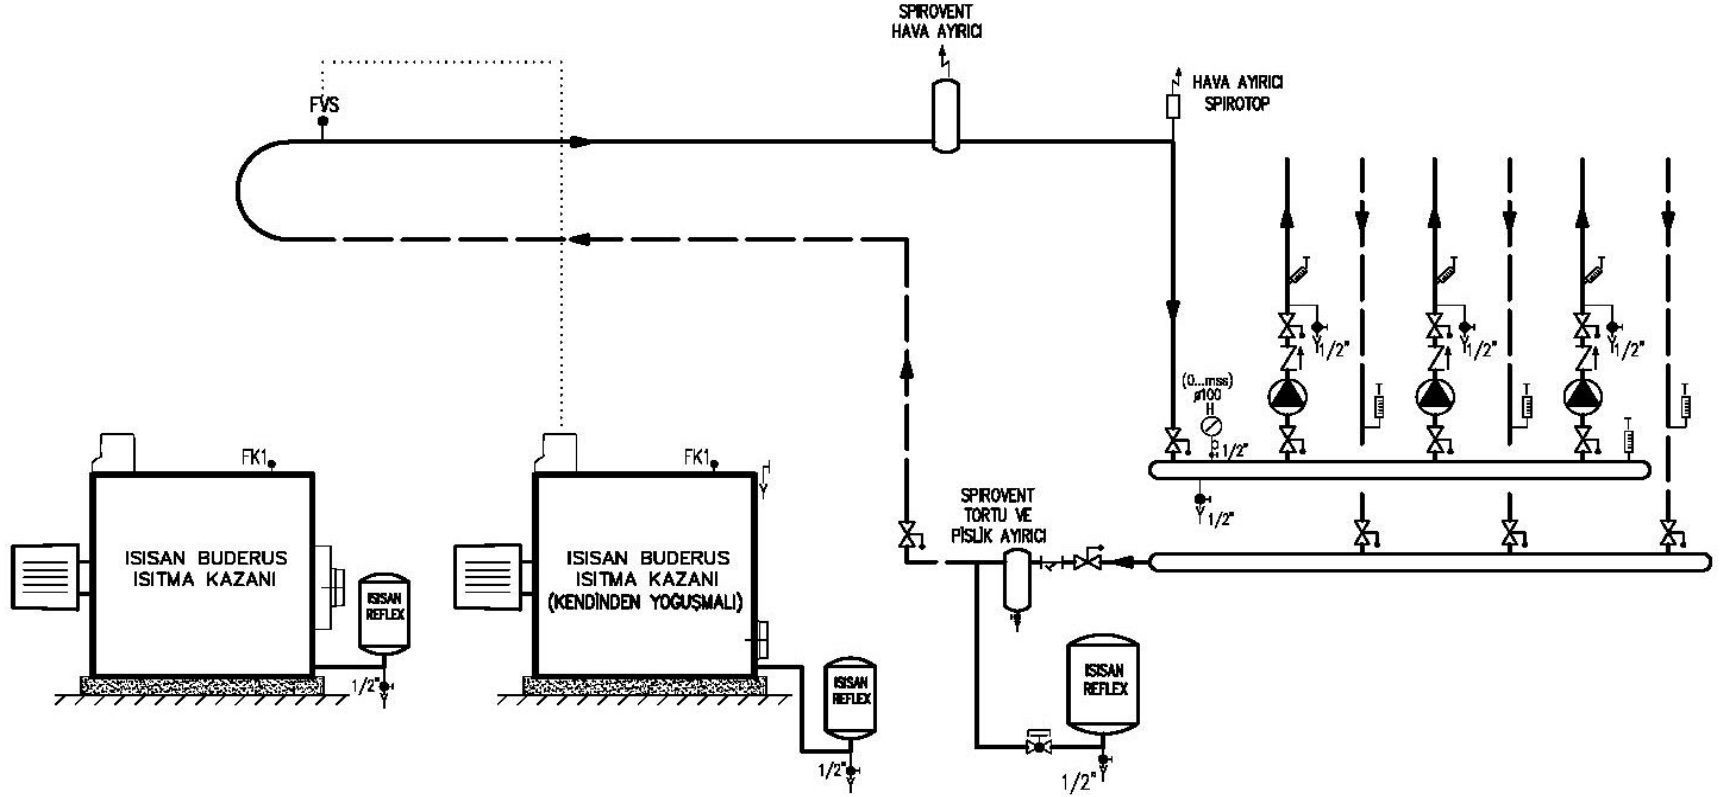 SPIROVENT
HAVA AYIRICI
HAVA AYIRICI
SPIROTOP
FVS
1/2"
1/2"
1/2"
(0...mss)
ø100
H
1/2"
FK1
FK1
1/2"
SPIROVENT
TORTU VE
PİSLİK AYIRICI
ISISAN BUDERUS
ISITMA KAZANI
ISISAN
REFLEX
1/2"
ISISAN BUDERUS
ISITMA KAZANI
(KENDİNDEN YOĞUŞMALI)
ISISAN
REFLEX
1/2"
ISISAN
REFLEX
1/2"